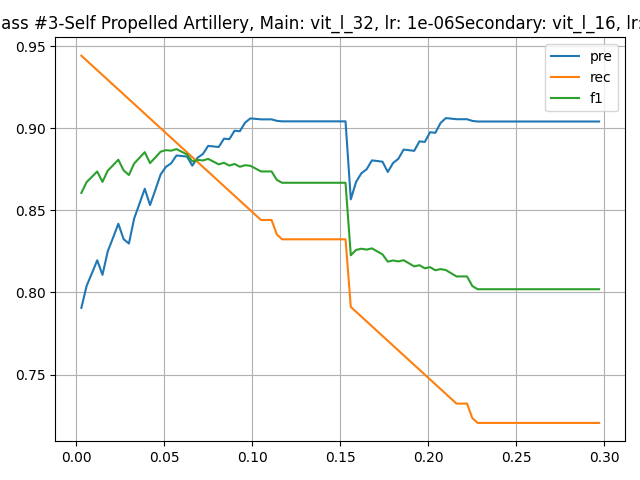 ass #3-Self Propelled Artillery, Main: vit_l_32, lr: 1e-06Secondary: vit_l_16, lr:
0.95
0.90
0.85
0.80
0.75
pre
rec
f1
0.00 0.05 0.10 0.15 0.20 0.25 0.30